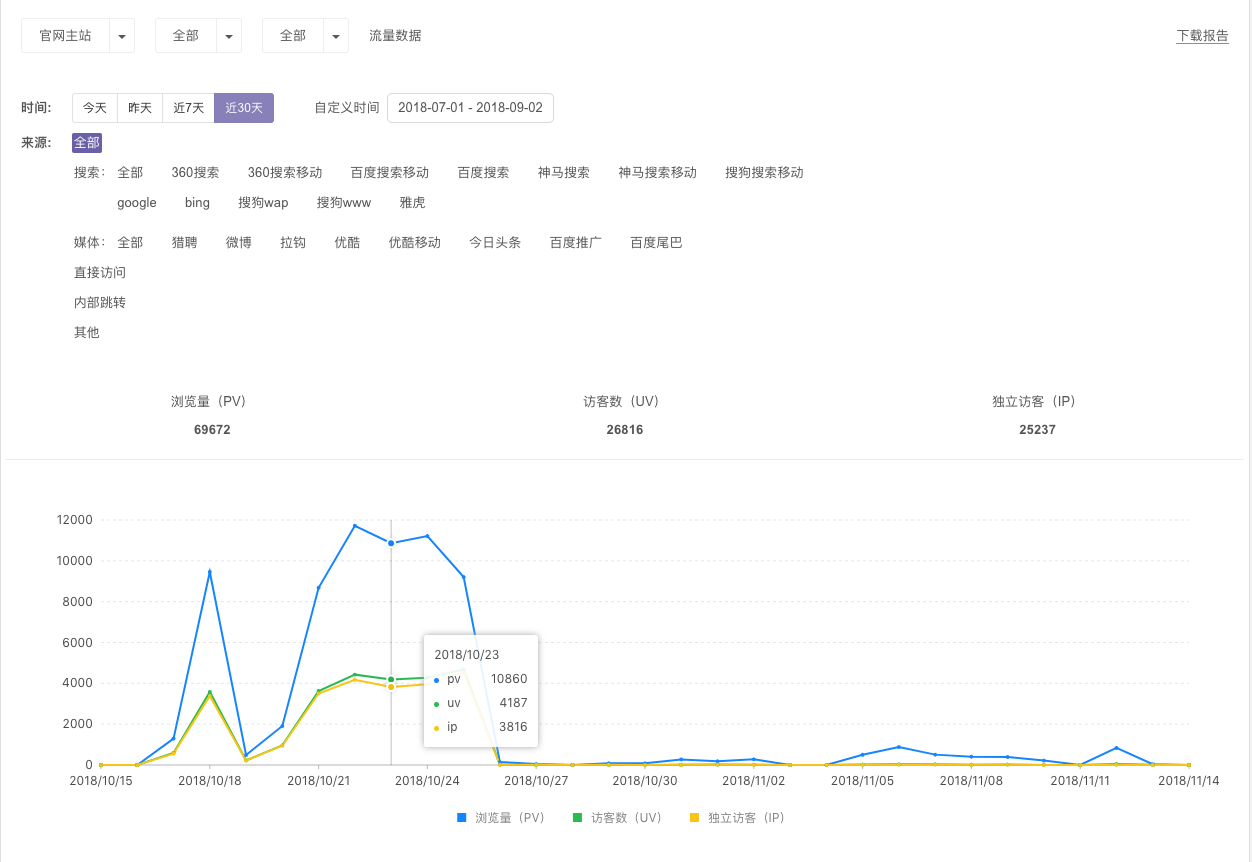 官网主站 全部 全部 流量数据 下载报告
时间: 今天 昨天 近7天 近30天 自定义时间 2018-07-01 - 2018-09-02
来源: 全部
搜索: 全部 360搜索 360搜索移动 百度搜索移动 百度搜索 神马搜索 神马搜索移动 搜狗搜索移动
google bing 搜狗wap 搜狗www 雅虎
媒体: 全部 猎聘 微博 拉钩 优酷 优酷移动 今日头条 百度推广 百度尾巴
直接访问
内部跳转
其他
浏览量（PV） 访客数（UV） 独立访客（IP）
69672 26816 25237
12000
10000
8000
6000
4000
2000
0
2018/10/23
pv 10860
uv 4187
ip 3816
2018/10/15 2018/10/18 2018/10/21 2018/10/24 2018/10/27 2018/10/30 2018/11/02 2018/11/05 2018/11/08 2018/11/11 2018/11/14
浏览量（PV） 访客数（UV） 独立访客（IP）